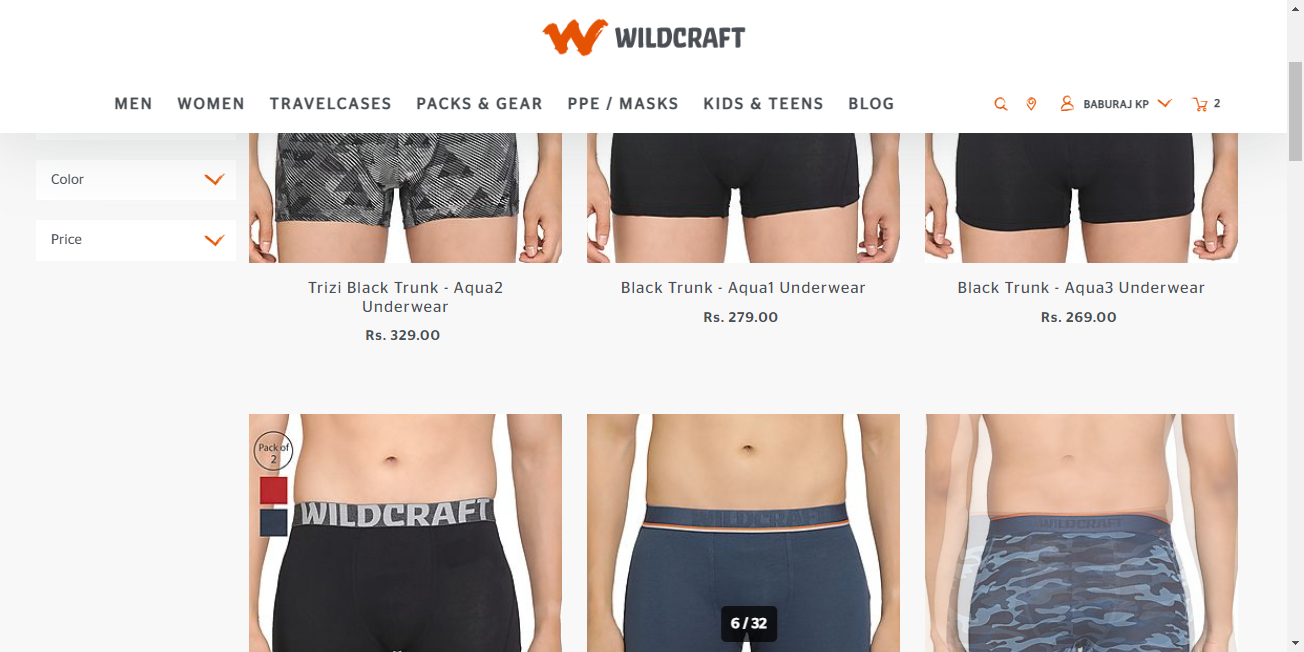 WILDCRAFT
MEN WOMEN TRAVELCASES PACKS & GEAR PPE / MASKS KIDS & TEENS BLOG BABURAJ KP 2
Color
Price
Trizi Black Trunk - Aqua2
Underwear
Rs. 329.00
Black Trunk - Aqua1 Underwear
Rs. 279.00
Black Trunk - Aqua3 Underwear
Rs. 269.00
Pack of
2
WILDCRAFT
WILDCRAFT
6 / 32
WILDCRAFT